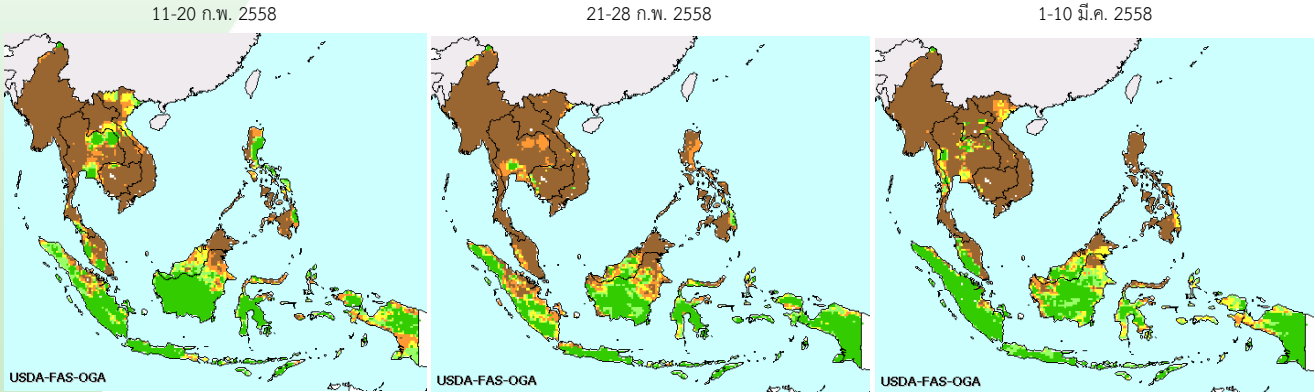 11-20 ก.พ. 2558
21-28 ก.พ. 2558
1-10 มี.ค. 2558
USDA-FAS-OGA
USDA-FAS-OGA
USDA-FAS-OGA